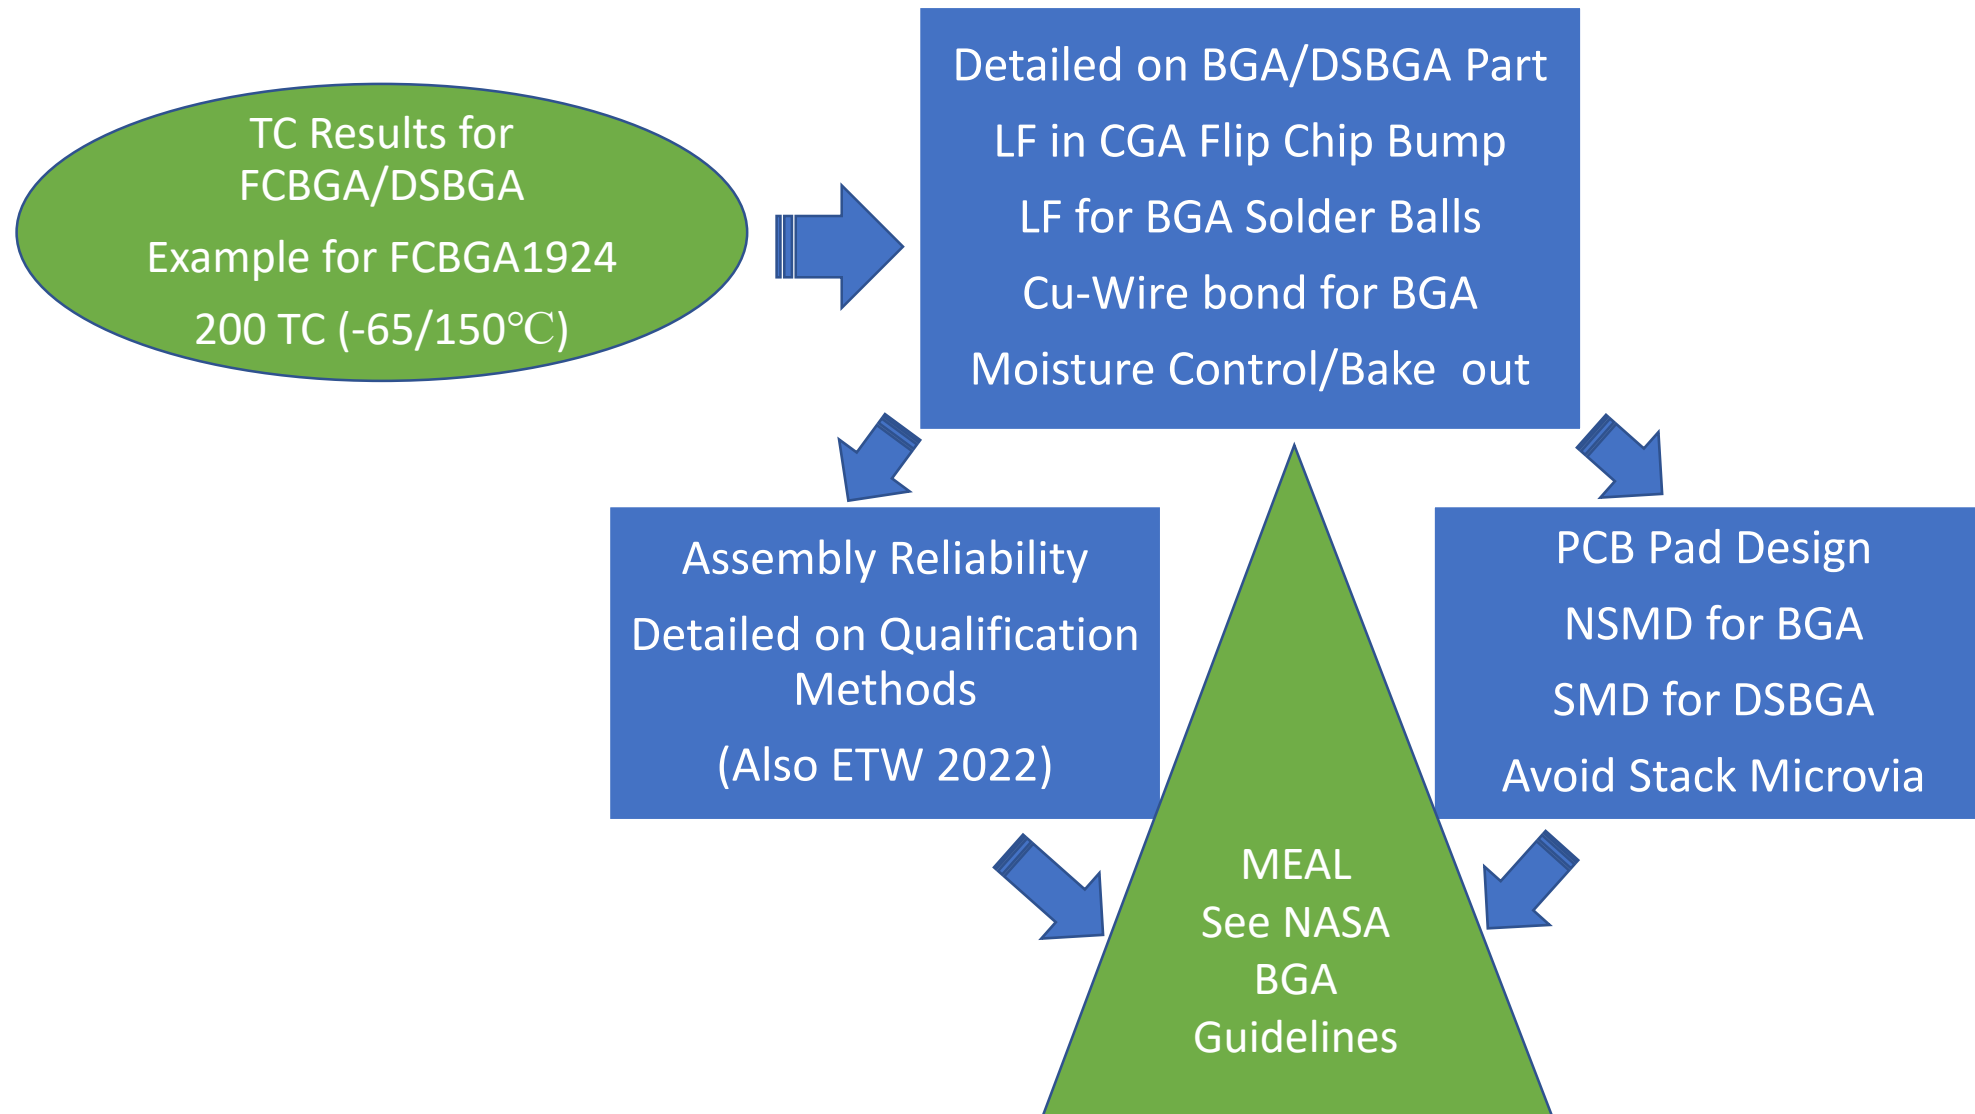 TC Results for
FCBGA/DSBGA
Example for FCBGA1924
200 TC (-65/150℃)
Detailed on BGA/DSBGA Part
LF in CGA Flip Chip Bump
LF for BGA Solder Balls
Cu-Wire bond for BGA
Moisture Control/Bake  out
Assembly Reliability
Detailed on Qualification
Methods
(Also ETW 2022)
PCB Pad Design
NSMD for BGA
SMD for DSBGA
Avoid Stack Microvia
MEAL
See NASA
BGA
Guidelines